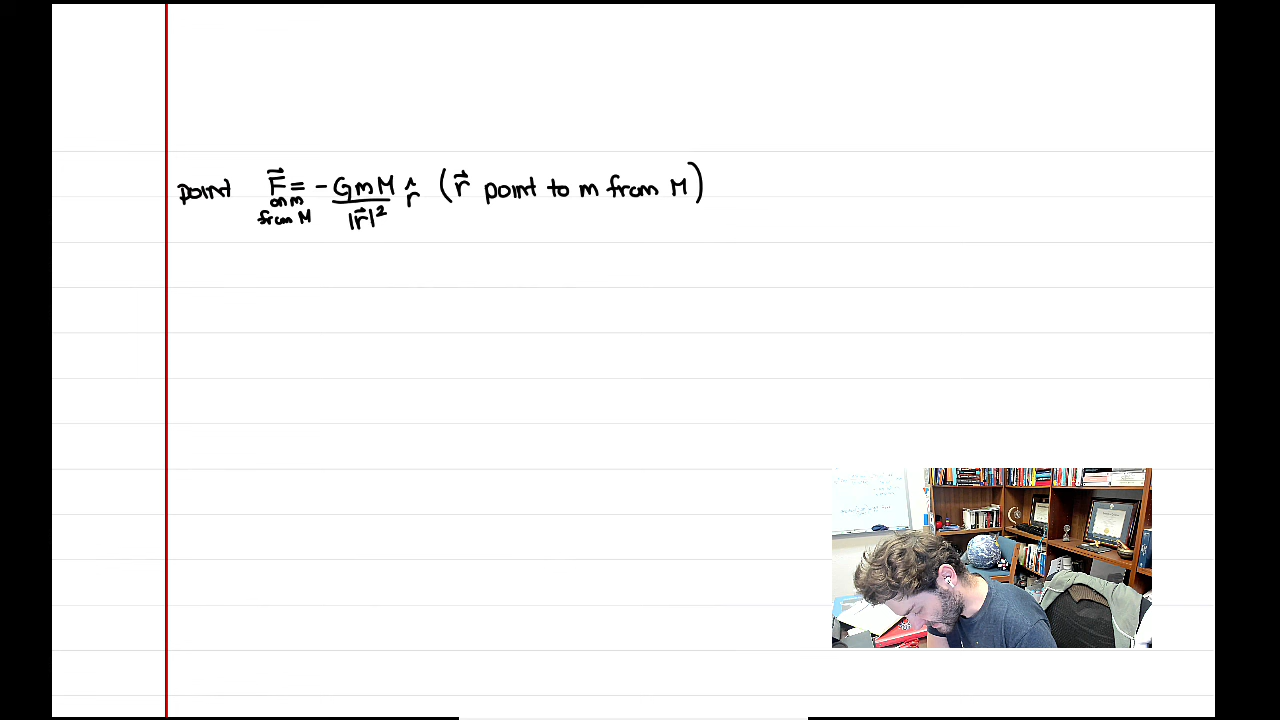 point F⃗ on m from M = - GmM/|r⃗|² r̂ (r⃗ point to m from M)